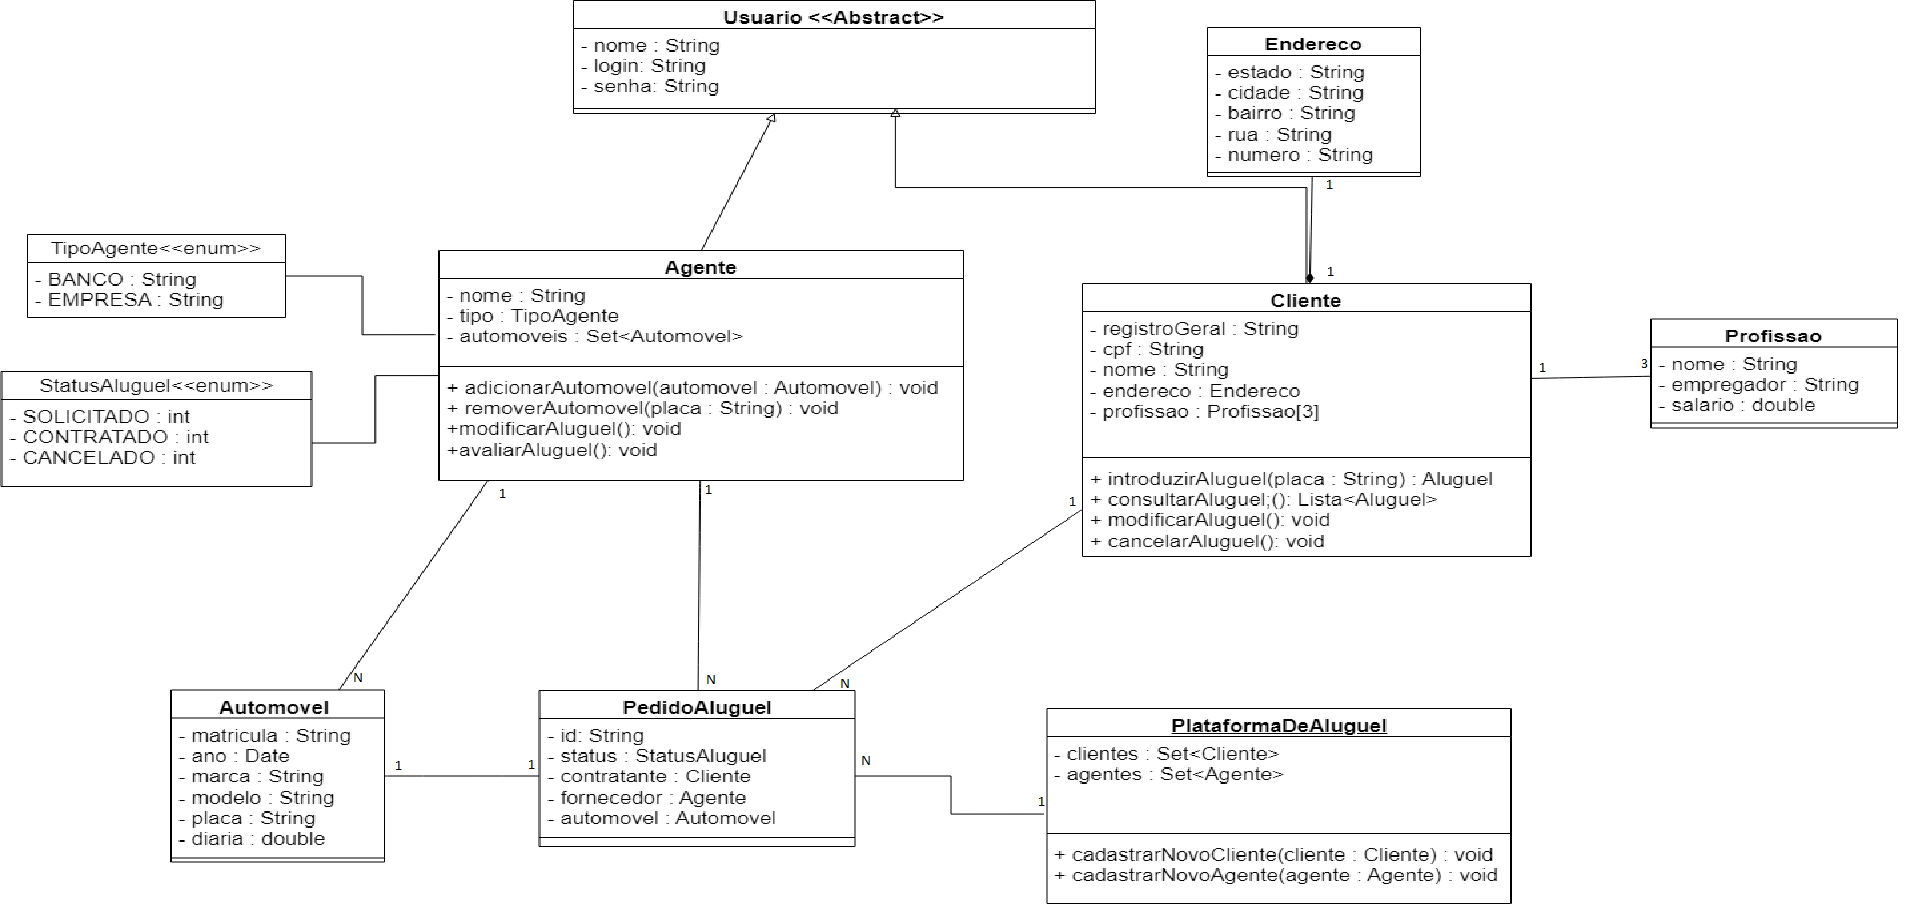 Usuario <<Abstract>>
- nome : String
- login: String
- senha: String
Endereco
- estado : String
- cidade : String
- bairro : String
- rua : String
- numero : String
1
1
TipoAgente<<enum>>
- BANCO : String
- EMPRESA : String
StatusAluguel<<enum>>
- SOLICITADO : int
- CONTRATADO : int
- CANCELADO : int
Agente
- nome : String
- tipo : TipoAgente
- automoveis : Set<Automovel>
+ adicionarAutomovel(automovel : Automovel) : void
+ removerAutomovel(placa : String) : void
+modificarAluguel(): void
+avaliarAluguel(): void
Cliente
- registroGeral : String
- cpf : String
- nome : String
- endereco : Endereco
- profissao : Profissao[3]
+ introduzirAluguel(placa : String) : Aluguel
+ consultarAluguel;(): Lista<Aluguel>
+ modificarAluguel(): void
+ cancelarAluguel(): void
1
3
Profissao
- nome : String
- empregador : String
- salario : double
1
1
1
N
N
N
Automovel
- matricula : String
- ano : Date
- marca : String
- modelo : String
- placa : String
- diaria : double
1
1
PedidoAluguel
- id: String
- status : StatusAluguel
- contratante : Cliente
- fornecedor : Agente
- automovel : Automovel
N
1
PlataformaDeAluguel
- clientes : Set<Cliente>
- agentes : Set<Agente>
+ cadastrarNovoCliente(cliente : Cliente) : void
+ cadastrarNovoAgente(agente : Agente) : void